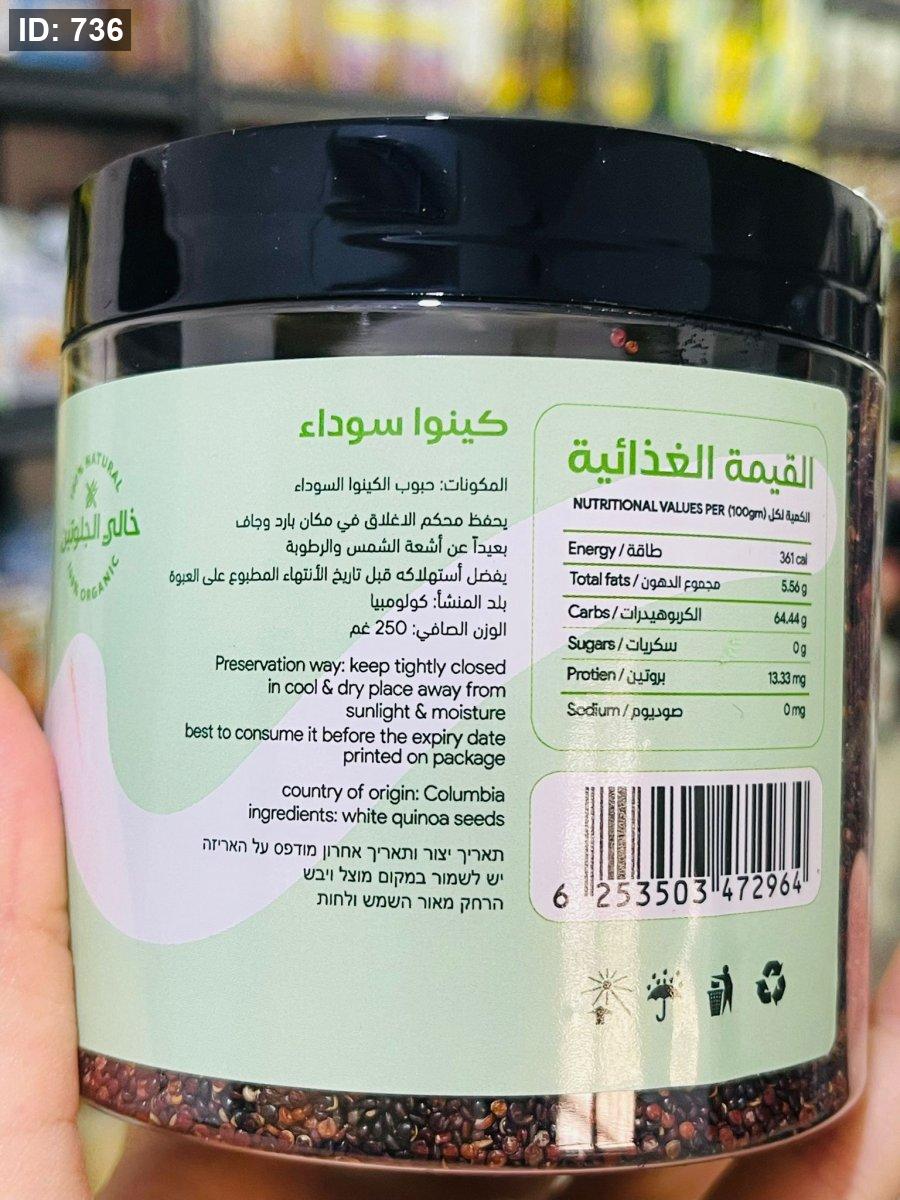 ID: 736
100% NATURAL
خالي الجلوتين
100% ORGANIC
كينوا سوداء
المكونات: حبوب الكينوا السوداء
يحفظ محكم الاغلاق في مكان بارد وجاف
بعيداً عن أشعة الشمس والرطوبة
يفضل أستهلاكه قبل تاريخ الأنتهاء المطبوع على العبوة
بلد المنشأ: كولومبيا
الوزن الصافي: 250 غم
Preservation way: keep tightly closed
in cool & dry place away from
sunlight & moisture
best to consume it before the expiry date
printed on package
country of origin: Columbia
ingredients: white quinoa seeds
תאריך יצור ותאריך אחרון מודפס על האריזה
יש לשמור במקום מוצל ויבש
הרחק מאור השמש ולחות
القيمة الغذائية
NUTRITIONAL VALUES PER (100gm) الكمية لكل
Energy / طاقة 361 cal
Total fats / مجموع الدهون 5.56 g
Carbs / الكربوهيدرات 64.44 g
Sugars / سكريات 0 g
Protien / بروتين 13.33 mg
Sodium / صوديوم 0 mg
6 253503 472964